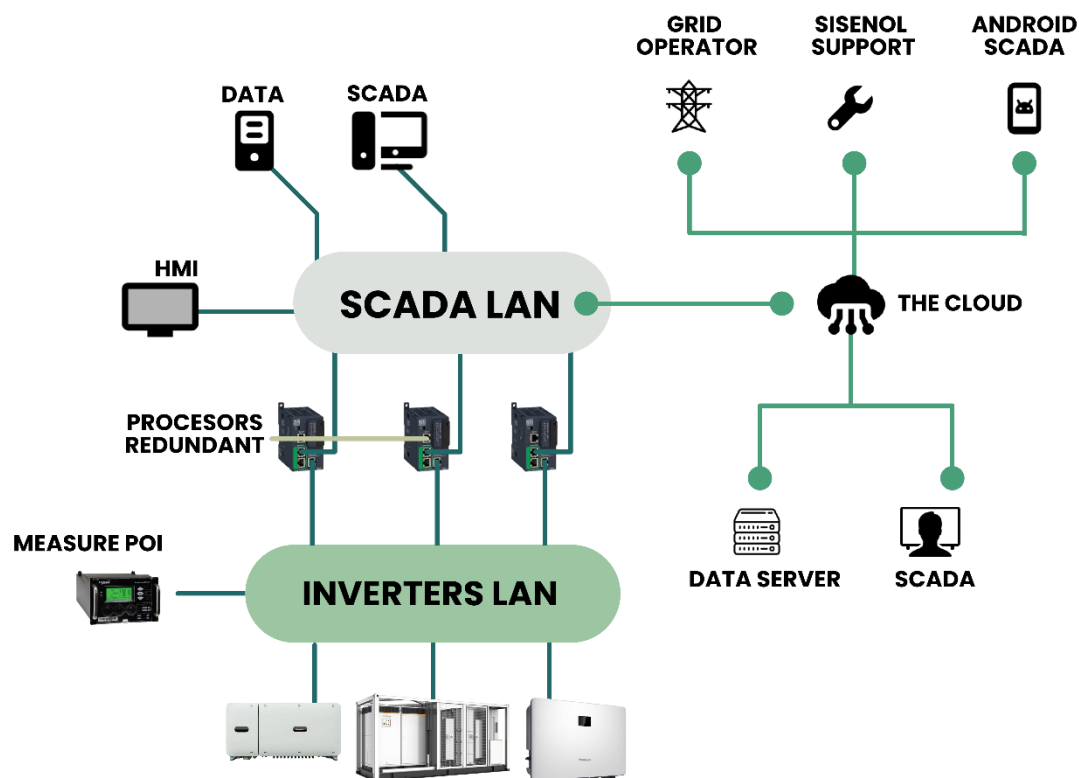 GRID
OPERATOR
SISENOL
SUPPORT
ANDROID
SCADA
DATA
SCADA
HMI
SCADA LAN
THE CLOUD
PROCESORS
REDUNDANT
MEASURE POI
INVERTERS LAN
DATA SERVER
SCADA